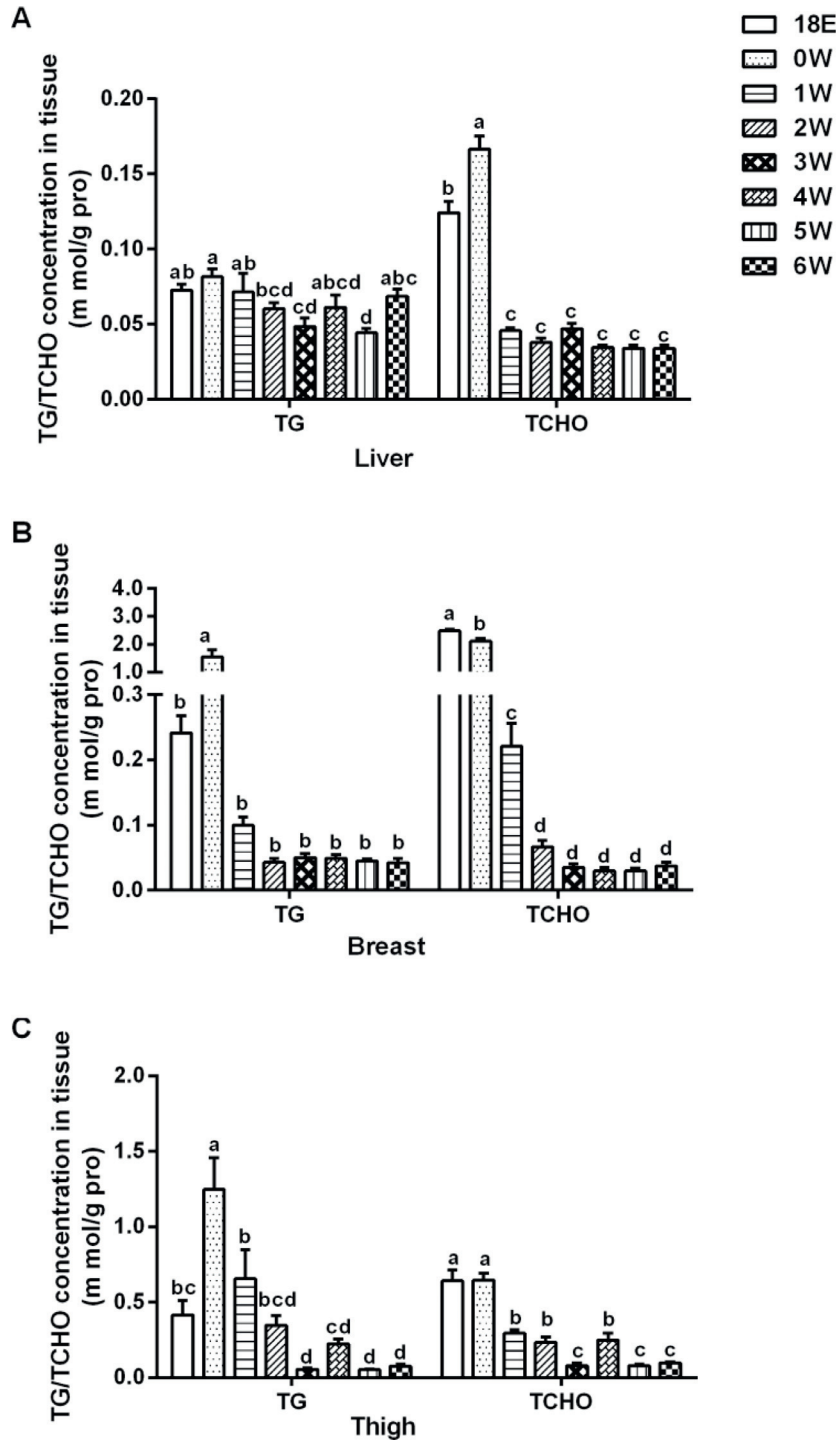 A
18E
0W
1W
2W
3W
4W
5W
6W
TG/TCHO concentration in tissue
(m mol/g pro)
0.20
0.15
0.10
0.05
0.00
ab a ab bcd cd abcd d abc
b a c c c c c c
TG TCHO
Liver
B
TG/TCHO concentration in tissue
(m mol/g pro)
4.0
3.0
2.0
1.0
0.3
0.2
0.1
0.0
b a b b b b b b
a b c d d d d d
TG TCHO
Breast
C
TG/TCHO concentration in tissue
(m mol/g pro)
2.0
1.5
1.0
0.5
0.0
bc a b bcd d cd d d
a a b b c b c c
TG TCHO
Thigh